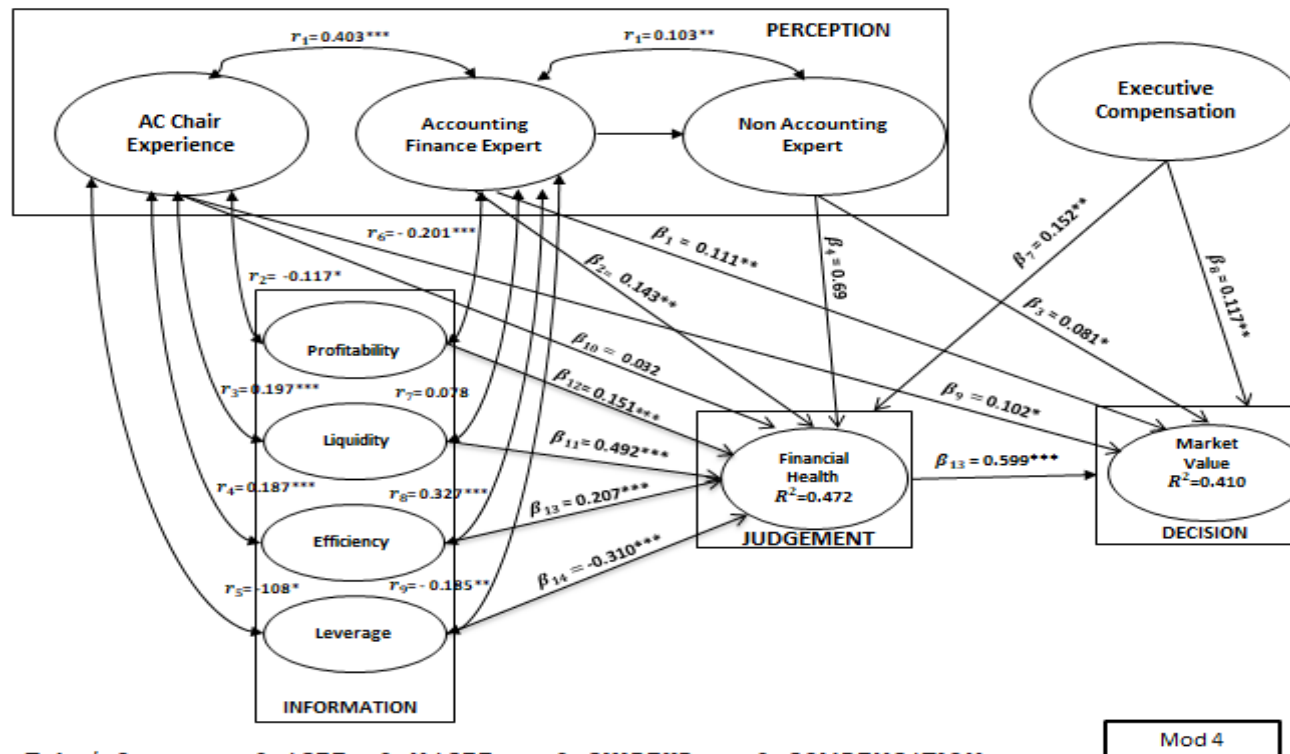 PERCEPTION
r₁= 0.403***
r₁= 0.103**
AC Chair
Experience
Accounting
Finance Expert
Non Accounting
Expert
Executive
Compensation
r₆= - 0.201***
r₂= -0.117*
β₂= 0.143**
β₁ = 0.111**
β₄ = 0.69
β₃ = 0.081*
β₇ = 0.152**
β₈ = 0.117**
β₁₀ = 0.032
β₉ = 0.102*
Profitability
β₁₂= 0.151***
r₃= 0.197***
r₇= 0.078
Liquidity
β₁₁ = 0.492***
r₄= 0.187***
r₈= 0.327***
β₁₃ = 0.207***
Efficiency
r₅= -108*
r₉= - 0.185**
β₁₄ = -0.310***
Leverage
INFORMATION
Financial
Health
R²=0.472
JUDGEMENT
β₁₃ = 0.599***
Market
Value
R²=0.410
DECISION
Mod 4